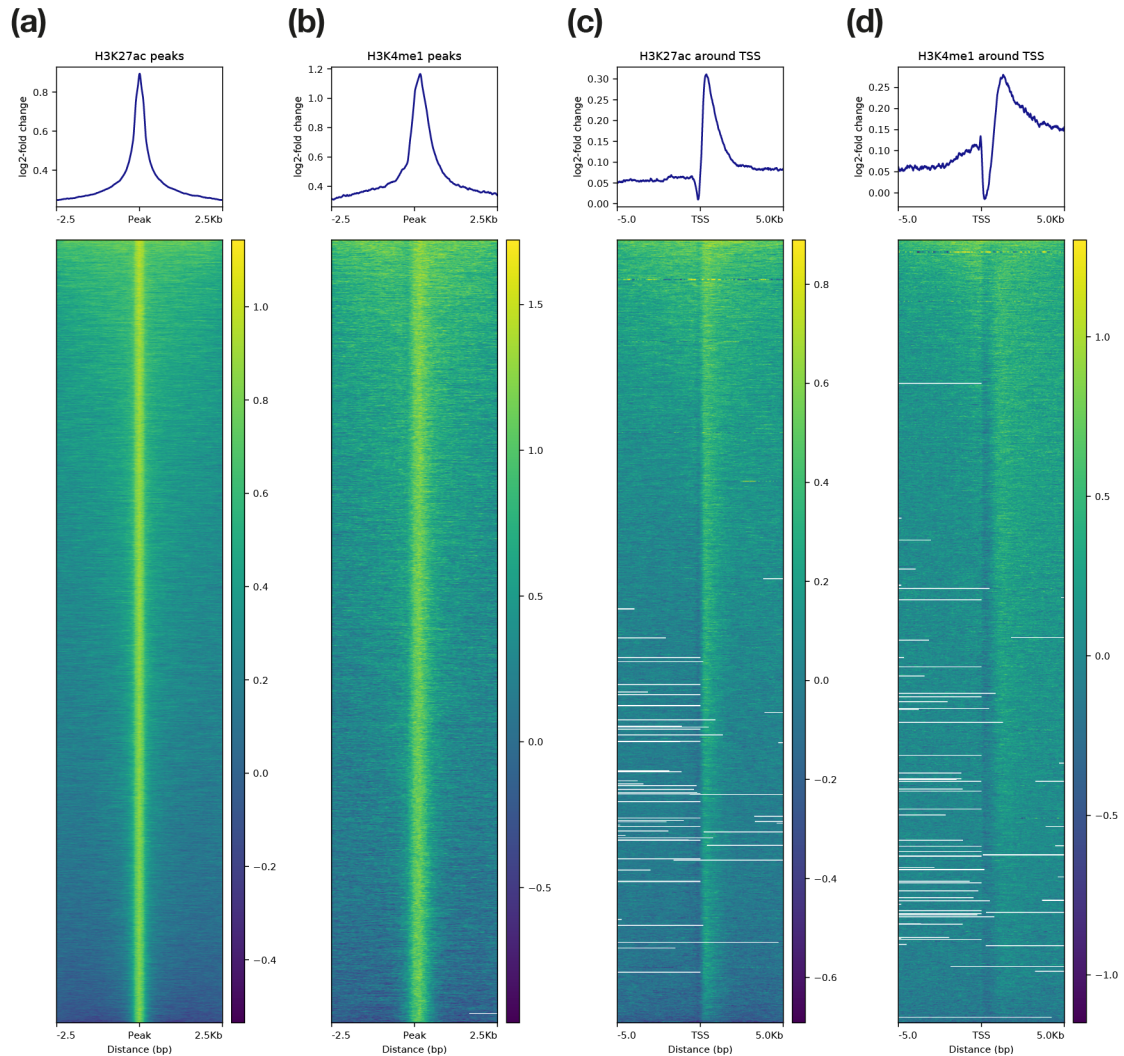 (a)
H3K27ac peaks
log2-fold change
0.8
0.6
0.4
-2.5
Peak
2.5Kb
1.0
0.8
0.6
0.4
0.2
0.0
−0.2
−0.4
-2.5
Peak
2.5Kb
Distance (bp)
(b)
H3K4me1 peaks
log2-fold change
1.2
1.0
0.8
0.6
0.4
-2.5
Peak
2.5Kb
1.5
1.0
0.5
0.0
−0.5
-2.5
Peak
2.5Kb
Distance (bp)
(c)
H3K27ac around TSS
log2-fold change
0.30
0.25
0.20
0.15
0.10
0.05
0.00
-5.0
TSS
5.0Kb
0.8
0.6
0.4
0.2
0.0
−0.2
−0.4
−0.6
-5.0
TSS
5.0Kb
Distance (bp)
(d)
H3K4me1 around TSS
log2-fold change
0.25
0.20
0.15
0.10
0.05
0.00
-5.0
TSS
5.0Kb
1.0
0.5
0.0
−0.5
−1.0
-5.0
TSS
5.0Kb
Distance (bp)